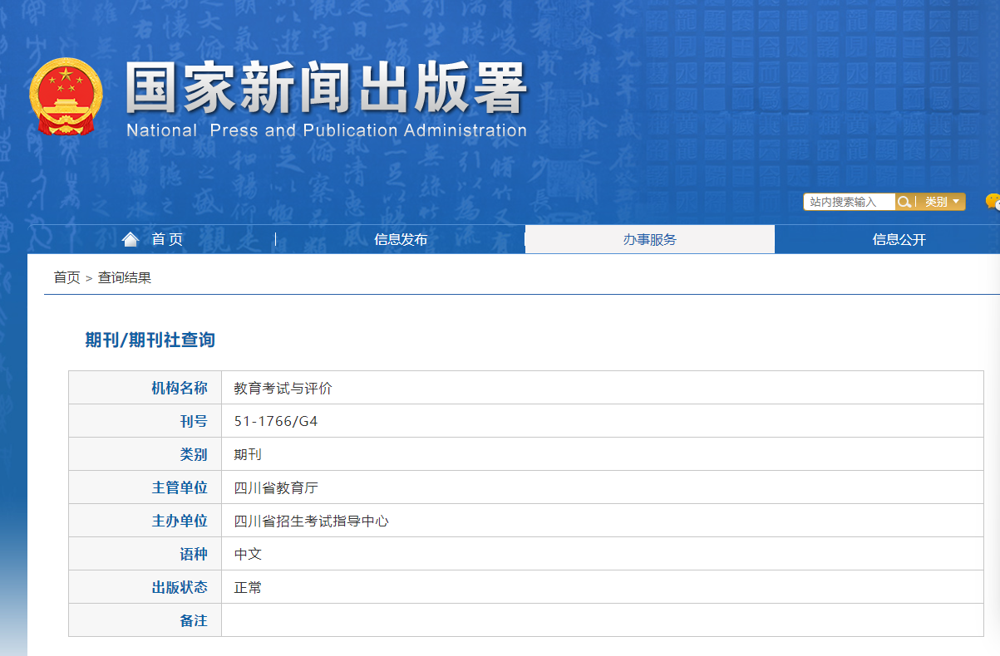 国家新闻出版署
National Press and Publication Administration
站内搜索输入
类别
首 页
信息发布
办事服务
信息公开
首页 > 查询结果
期刊/期刊社查询
机构名称 教育考试与评价
刊号 51-1766/G4
类别 期刊
主管单位 四川省教育厅
主办单位 四川省招生考试指导中心
语种 中文
出版状态 正常
备注